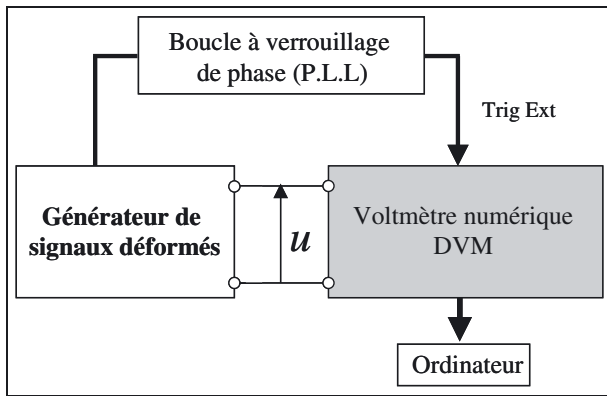 Boucle à verrouillage
de phase (P.L.L)
Trig Ext
Générateur de
signaux déformés
u
Voltmètre numérique
DVM
Ordinateur